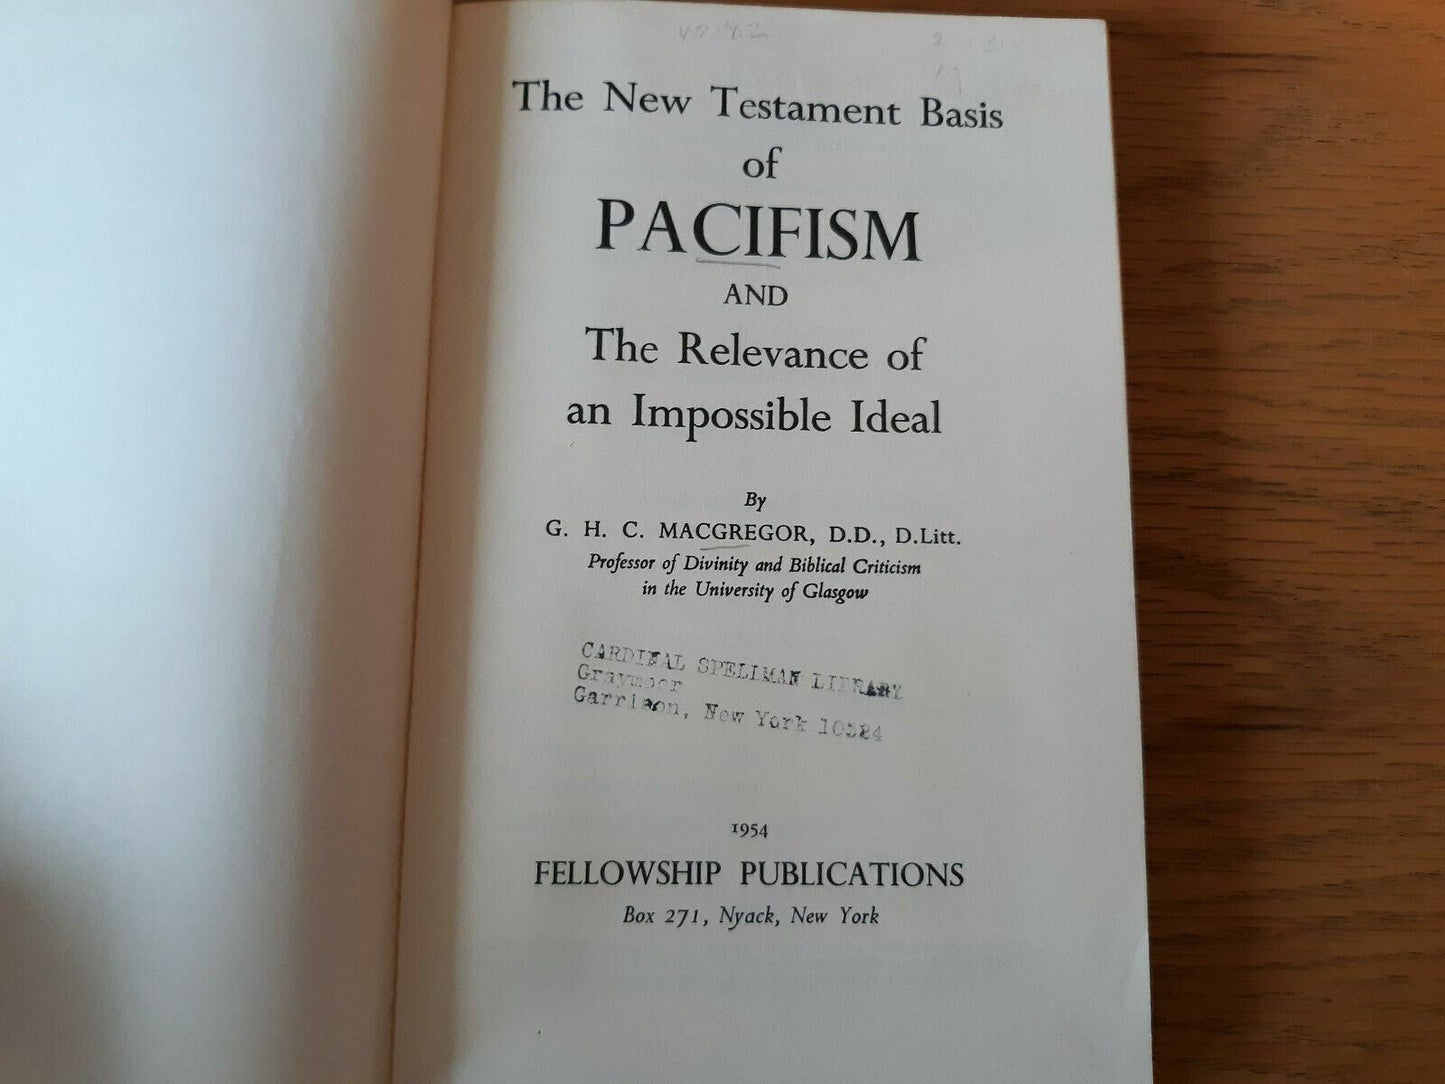 The New Testament Basis
of
PACIFISM
AND
The Relevance of
an Impossible Ideal
By
G. H. C. MACGREGOR, D.D., D.Litt.
Professor of Divinity and Biblical Criticism
in the University of Glasgow
CARDINAL SPELLMAN LIBRARY
Graymoor
Garrison, New York 10524
1954
FELLOWSHIP PUBLICATIONS
Box 271, Nyack, New York